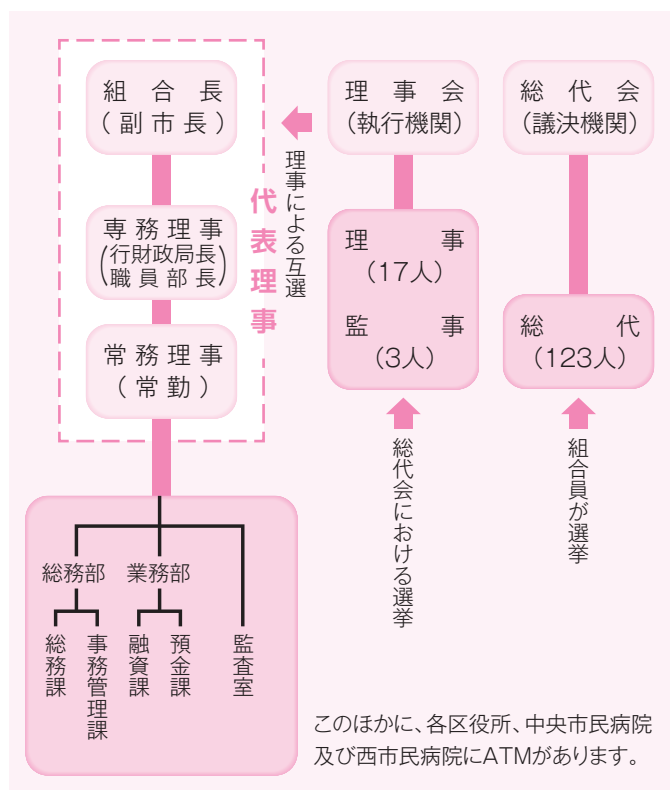 組合長
(副市長)
専務理事
(行財政局長
職員部長)
常務理事
(常勤)
代表理事
理事による互選
理事会
(執行機関)
理事
(17人)
監事
(3人)
総代会における選挙
総代会
(議決機関)
総代
(123人)
組合員が選挙
総務部
業務部
総務課
事務管理課
融資課
預金課
監査室
このほかに、各区役所、中央市民病院
及び西市民病院にATMがあります。